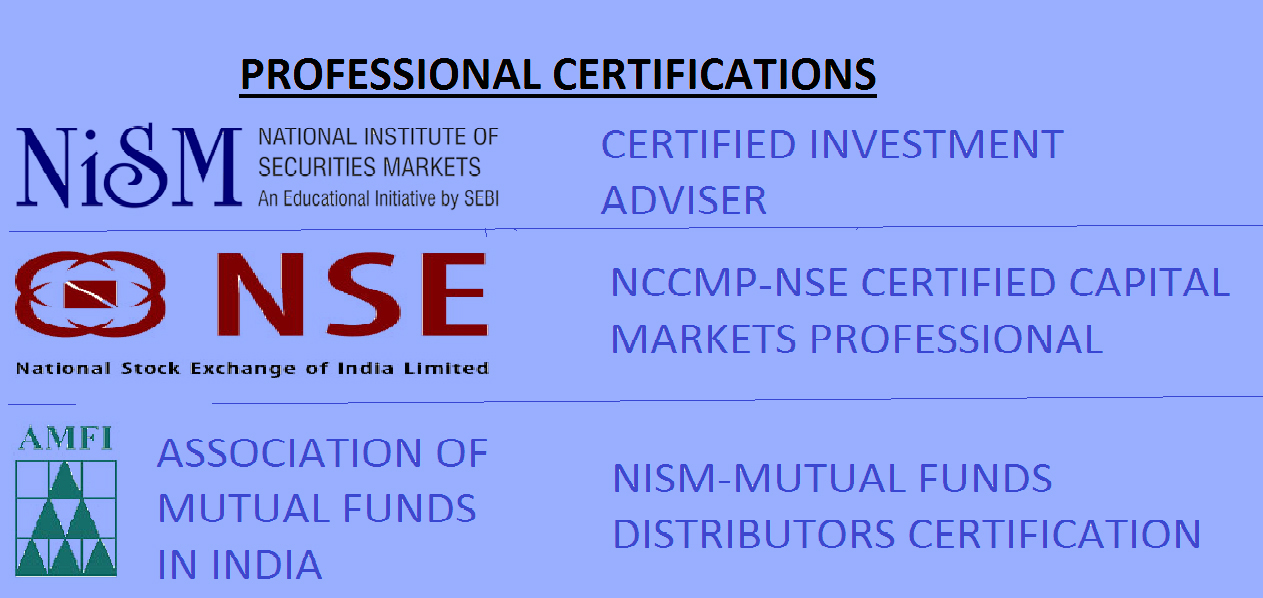 PROFESSIONAL CERTIFICATIONS
NiSM
NATIONAL INSTITUTE OF
SECURITIES MARKETS
An Educational Initiative by SEBI
CERTIFIED INVESTMENT
ADVISER
NSE
National Stock Exchange of India Limited
NCCMP-NSE CERTIFIED CAPITAL
MARKETS PROFESSIONAL
AMFI
ASSOCIATION OF
MUTUAL FUNDS
IN INDIA
NISM-MUTUAL FUNDS
DISTRIBUTORS CERTIFICATION